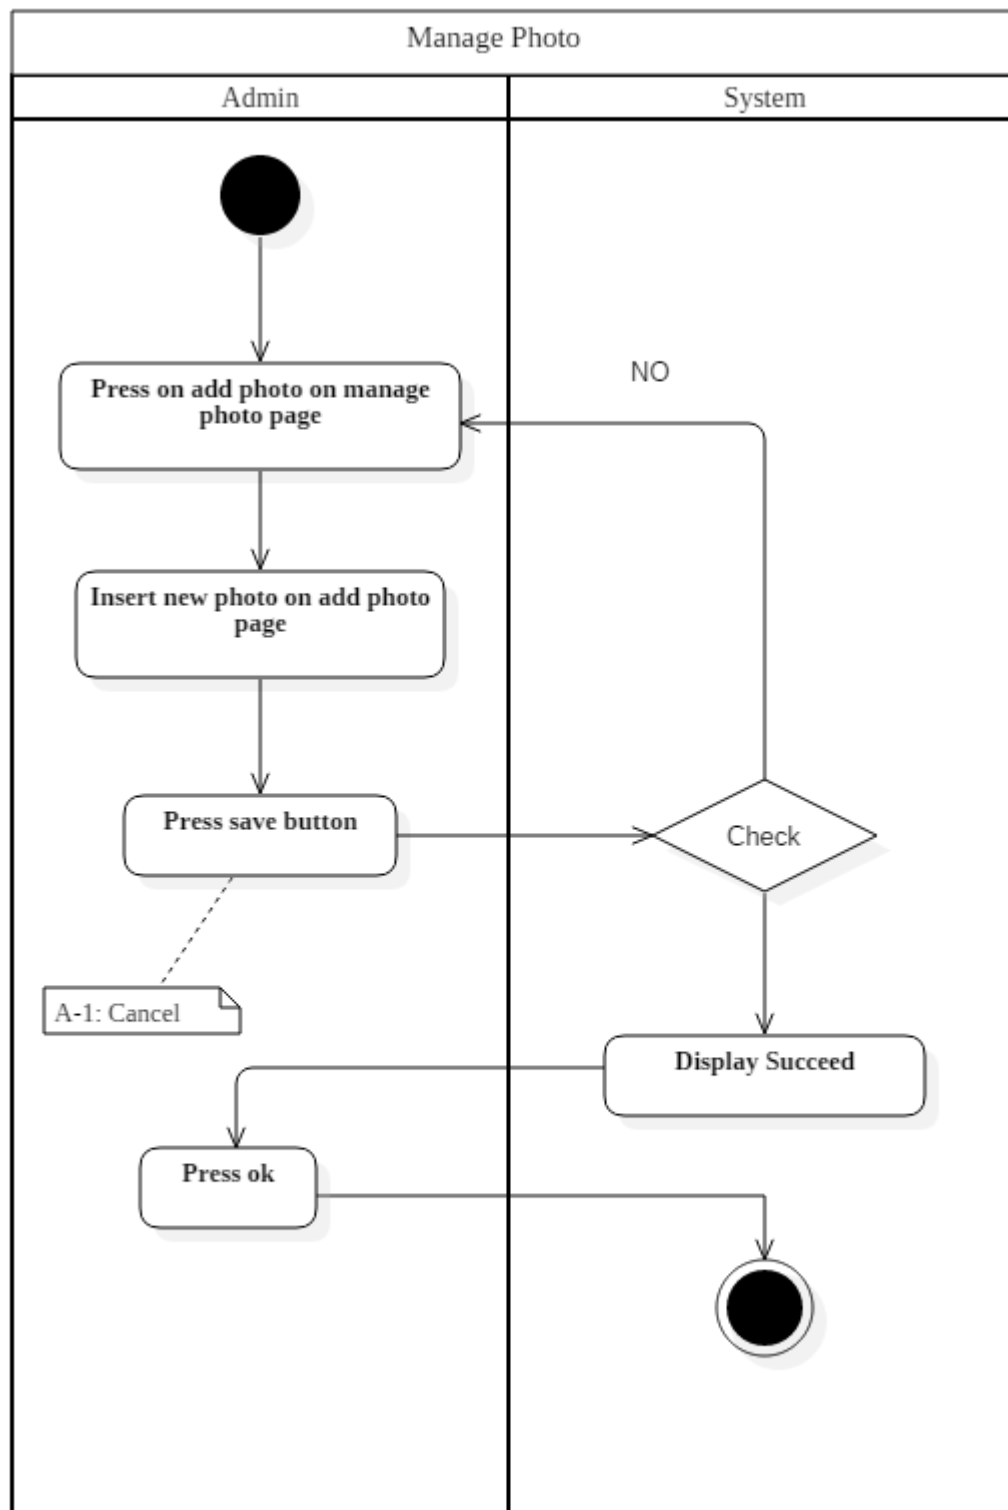 Manage Photo
Admin
System
Press on add photo on manage
photo page
NO
Insert new photo on add photo
page
Press save button
Check
A-1: Cancel
Display Succeed
Press ok